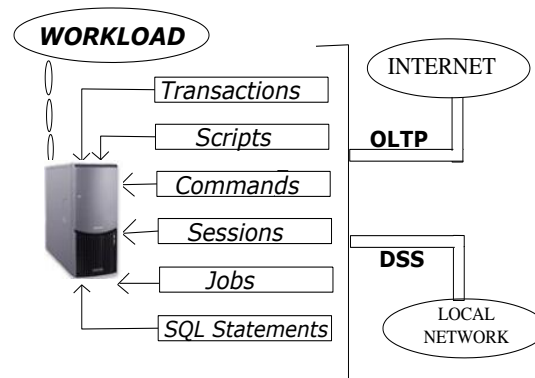 WORKLOAD
Transactions
Scripts
Commands
Sessions
Jobs
SQL Statements
INTERNET
OLTP
DSS
LOCAL
NETWORK